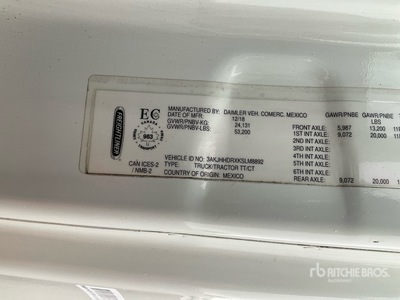 FREIGHTLINER
EC
CANADA
963
TRANSPORT
CAN ICES-2
/ NMB-2
MANUFACTURED BY: DAIMLER VEH. COMERC, MEXICO
DATE OF MFR: 12/18
GVWR/PNBV-KG: 24,131
GVWR/PNBV-LBS: 53,200
VEHICLE ID NO: 3AKJHHDRXKSLM8892
TYPE: TRUCK/TRACTOR TT/CT
COUNTRY OF ORIGIN: MEXICO
GAWR/PNBE GAWR/PNBE
LBS
FRONT AXLE: 5,987 13,200
1ST INT AXLE: 9,072 20,000
2ND INT AXLE:
3RD INT AXLE:
4TH INT AXLE:
5TH INT AXLE:
6TH INT AXLE:
REAR AXLE: 9,072 20,000
rb RITCHIE BROS.